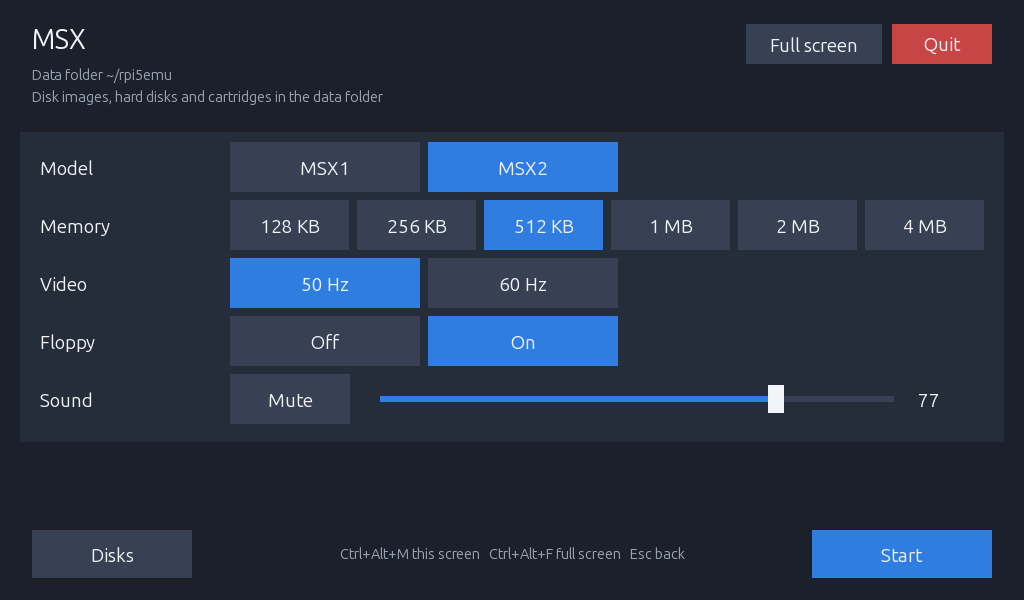 MSX
Full screen
Quit
Data folder ~/rpi5emu
Disk images, hard disks and cartridges in the data folder
Model
MSX1
MSX2
Memory
128 KB
256 KB
512 KB
1 MB
2 MB
4 MB
Video
50 Hz
60 Hz
Floppy
Off
On
Sound
Mute
77
Disks
Ctrl+Alt+M this screen   Ctrl+Alt+F full screen   Esc back
Start